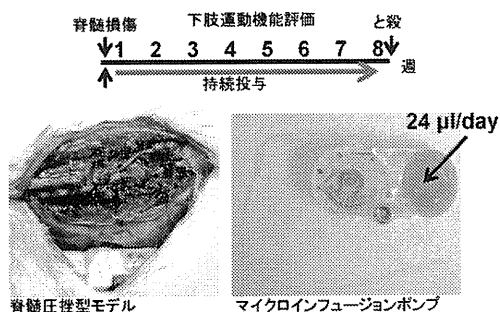 脊髄損傷 下肢運動機能評価 と殺
1 2 3 4 5 6 7 8 週
持続投与
24 µl/day
脊髄圧挫型モデル マイクロインフュージョンポンプ